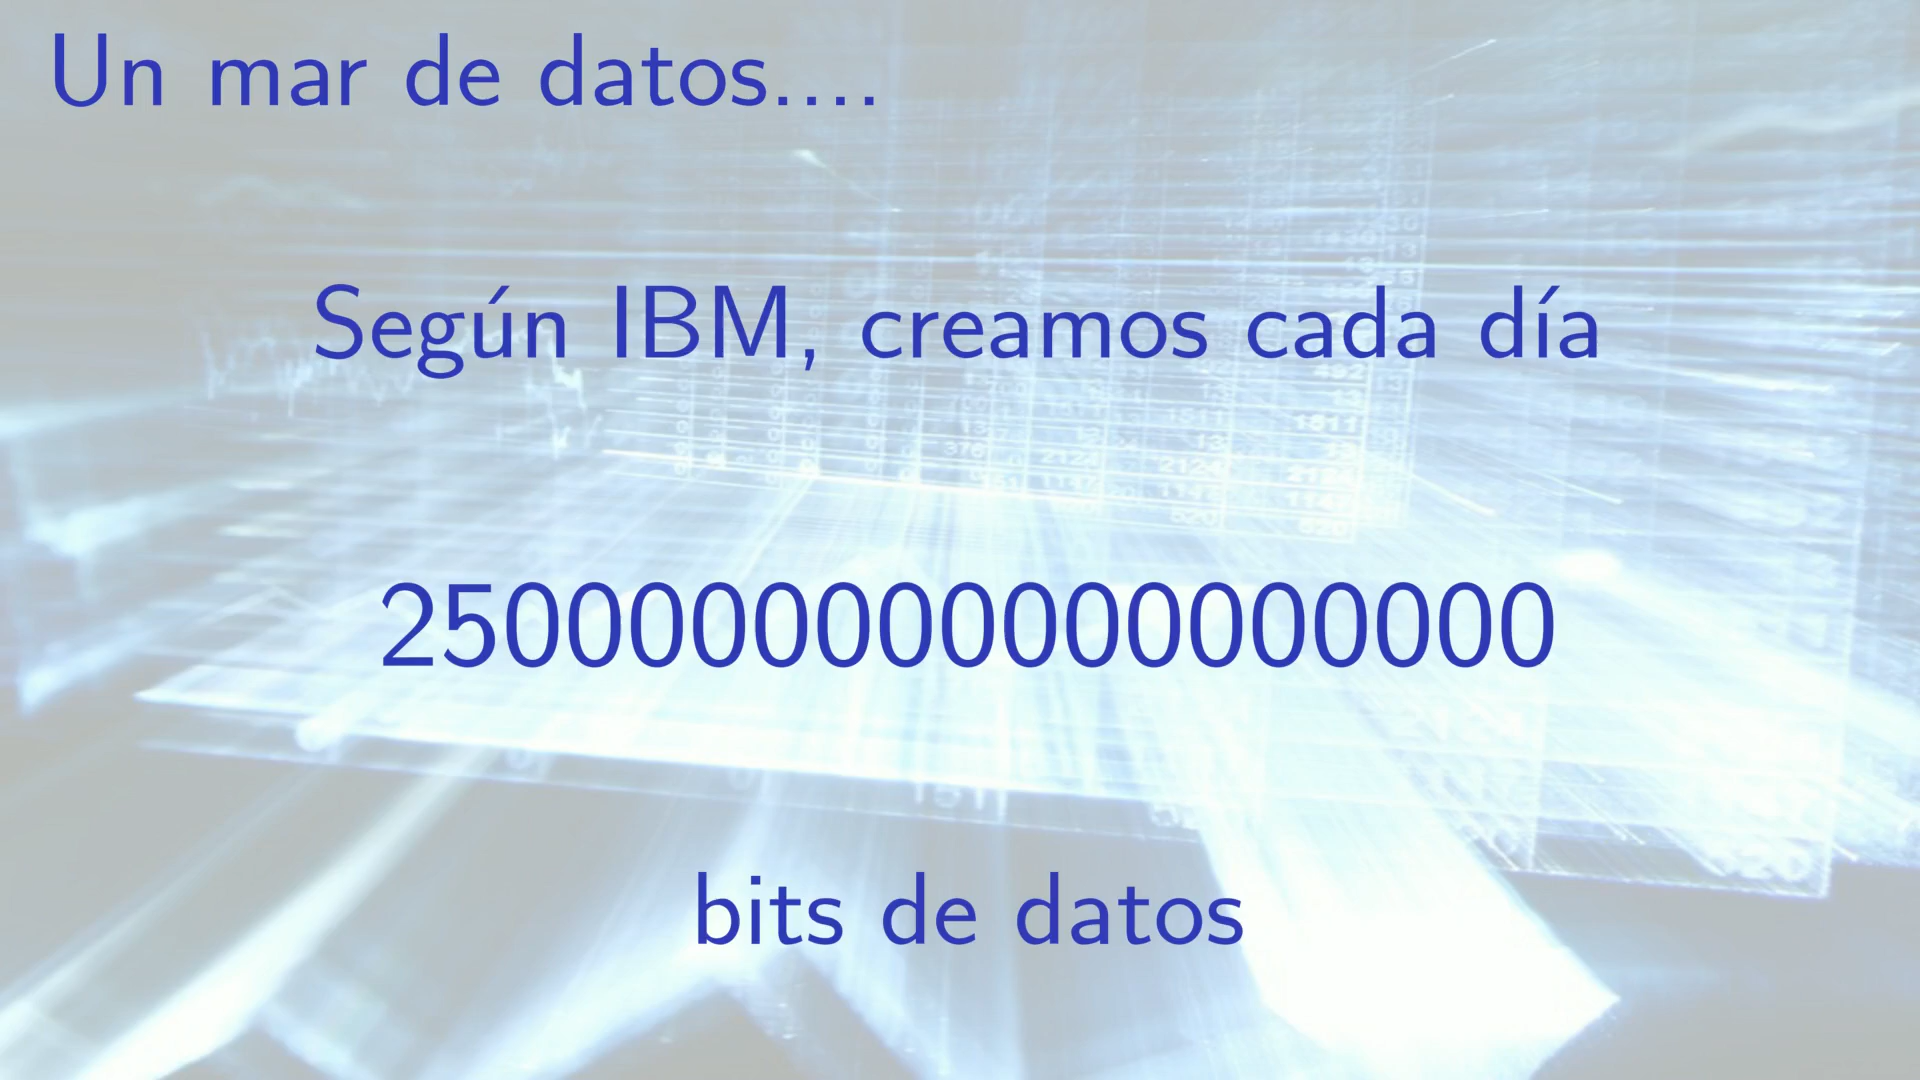 Un mar de datos....
Según IBM, creamos cada día
2500000000000000000
bits de datos